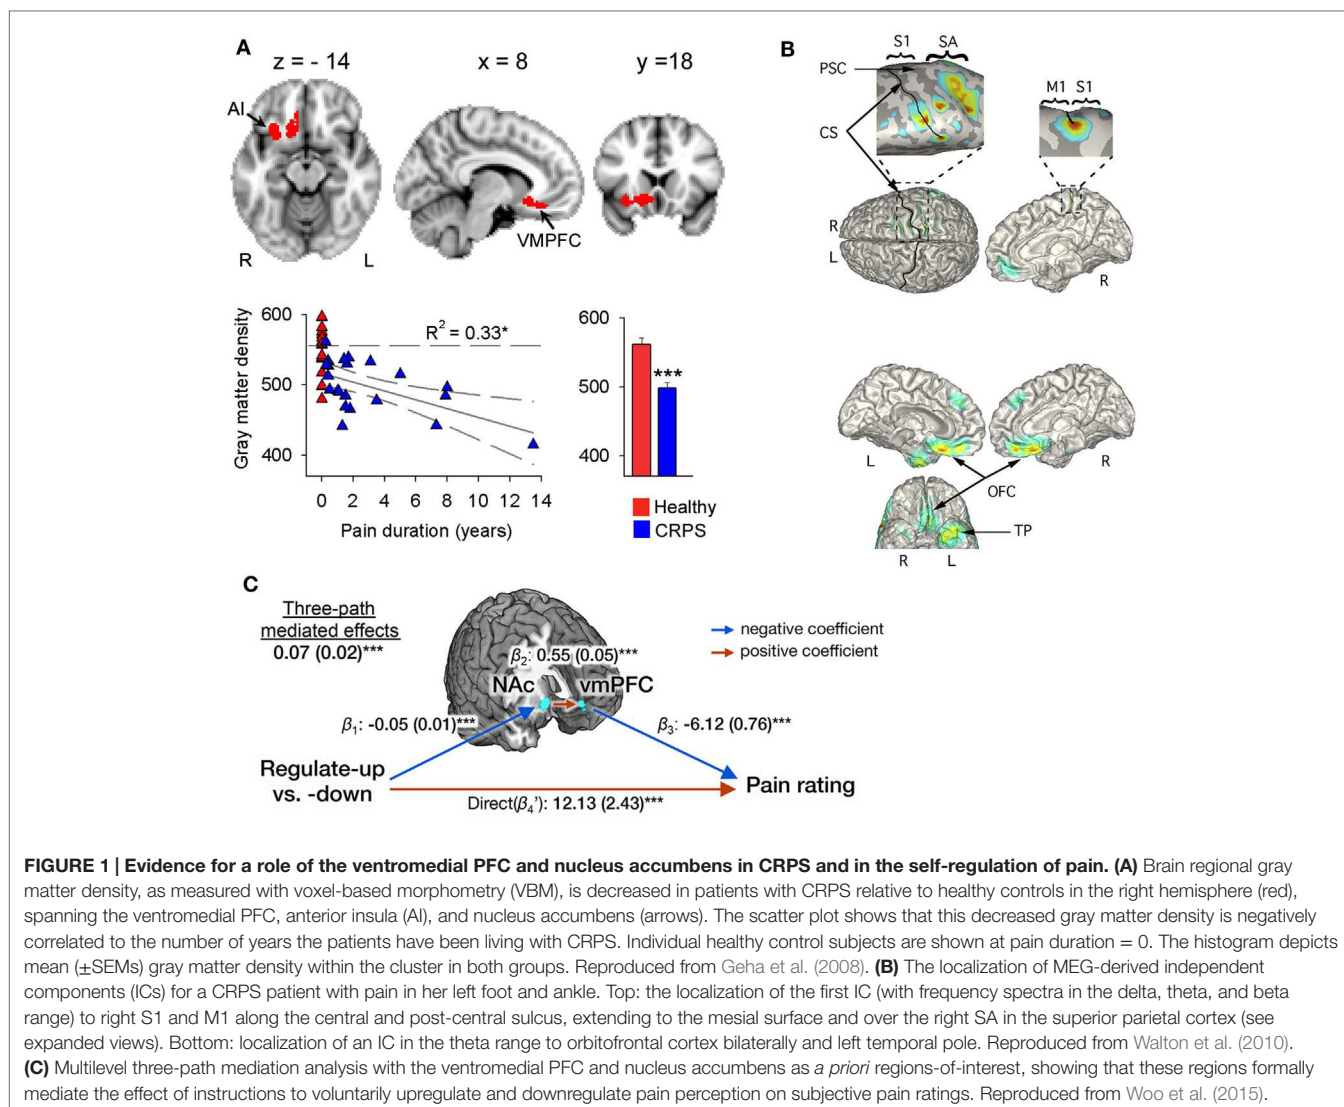 A
z = - 14
x = 8
y =18
AI
VMPFC
R
L
600
500
400
Gray matter density
R2 = 0.33*
0 2 4 6 8 10 12 14
Pain duration (years)
600
500
400
***
Healthy
CRPS
B
S1
SA
PSC
CS
M1
S1
R
L
R
L
R
OFC
TP
R
L
C
Three-path
mediated effects
0.07 (0.02)***
negative coefficient
positive coefficient
β2: 0.55 (0.05)***
NAc
vmPFC
β1: -0.05 (0.01)***
β3: -6.12 (0.76)***
Regulate-up
vs. -down
Pain rating
Direct(β4'): 12.13 (2.43)***
FIGURE 1 | Evidence for a role of the ventromedial PFC and nucleus accumbens in CRPS and in the self-regulation of pain. (A) Brain regional gray
matter density, as measured with voxel-based morphometry (VBM), is decreased in patients with CRPS relative to healthy controls in the right hemisphere (red),
spanning the ventromedial PFC, anterior insula (AI), and nucleus accumbens (arrows). The scatter plot shows that this decreased gray matter density is negatively
correlated to the number of years the patients have been living with CRPS. Individual healthy control subjects are shown at pain duration = 0. The histogram depicts
mean (±SEMs) gray matter density within the cluster in both groups. Reproduced from Geha et al. (2008). (B) The localization of MEG-derived independent
components (ICs) for a CRPS patient with pain in her left foot and ankle. Top: the localization of the first IC (with frequency spectra in the delta, theta, and beta
range) to right S1 and M1 along the central and post-central sulcus, extending to the mesial surface and over the right SA in the superior parietal cortex (see
expanded views). Bottom: localization of an IC in the theta range to orbitofrontal cortex bilaterally and left temporal pole. Reproduced from Walton et al. (2010).
(C) Multilevel three-path mediation analysis with the ventromedial PFC and nucleus accumbens as a priori regions-of-interest, showing that these regions formally
mediate the effect of instructions to voluntarily upregulate and downregulate pain perception on subjective pain ratings. Reproduced from Woo et al. (2015).